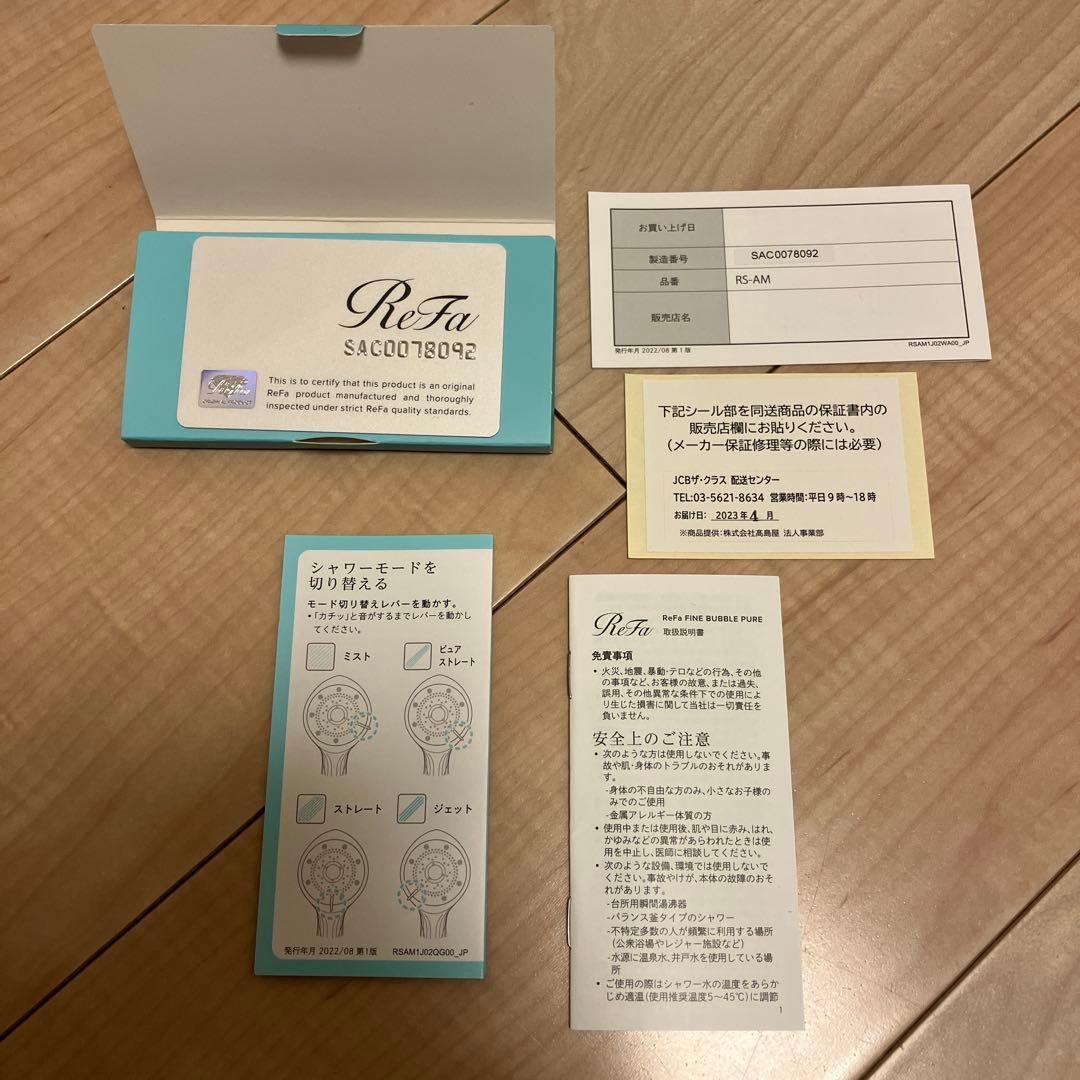 ReFa
SAC0078092
This is to certify that this product is an original
ReFa product manufactured and thoroughly
inspected under strict ReFa quality standards.
お買い上げ日
製造番号 SAC0078092
品番 RS-AM
販売店名
発行年月 2022/08 第1版 RSAM1J02WA00_JP
下記シール部を同送商品の保証書内の
販売店欄にお貼りください。
(メーカー保証修理等の際には必要)
JCBザ・クラス 配送センター
TEL:03-5621-8634 営業時間:平日9時~18時
お届け日: 2023年4月
※商品提供:株式会社髙島屋 法人事業部
シャワーモードを
切り替える
モード切り替えレバーを動かす。
・「カチッ」と音がするまでレバーを動かし
てください。
ミスト
ピュア
ストレート
ストレート
ジェット
発行年月 2022/08 第1版 RSAM1J02QG00_JP
ReFa
ReFa FINE BUBBLE PURE
取扱説明書
免責事項
・火災、地震、暴動・テロなどの行為、その他
の事項など、お客様の故意、または過失、
誤用、その他異常な条件下での使用によ
り生じた損害に関して当社は一切責任を
負いません。
安全上のご注意
・次のような方は使用しないでください。事
故や肌・身体のトラブルのおそれがありま
す。
-身体の不自由な方のみ、小さなお子様の
みでのご使用
-金属アレルギー体質の方
・使用中または使用後、肌や目に赤み、はれ、
かゆみなどの異常があらわれたときは使
用を中止し、医師に相談してください。
・次のような設備、環境では使用しないで
ください。事故やけが、本体の故障のおそ
れがあります。
-台所用瞬間湯沸器
-バランス釜タイプのシャワー
-不特定多数の人が頻繁に利用する場所
(公衆浴場やレジャー施設など)
-水源に温泉水、井戸水を使用している場
所
・ご使用の際はシャワー水の温度をあらか
じめ適温(使用推奨温度5~45℃)に調節
1